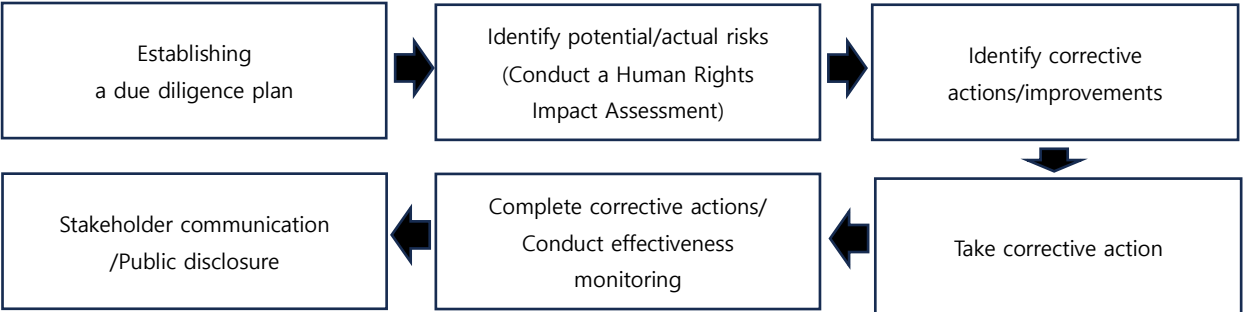 Establishing
a due diligence plan
Identify potential/actual risks
(Conduct a Human Rights
Impact Assessment)
Identify corrective
actions/improvements
Take corrective action
Complete corrective actions/
Conduct effectiveness
monitoring
Stakeholder communication
/Public disclosure